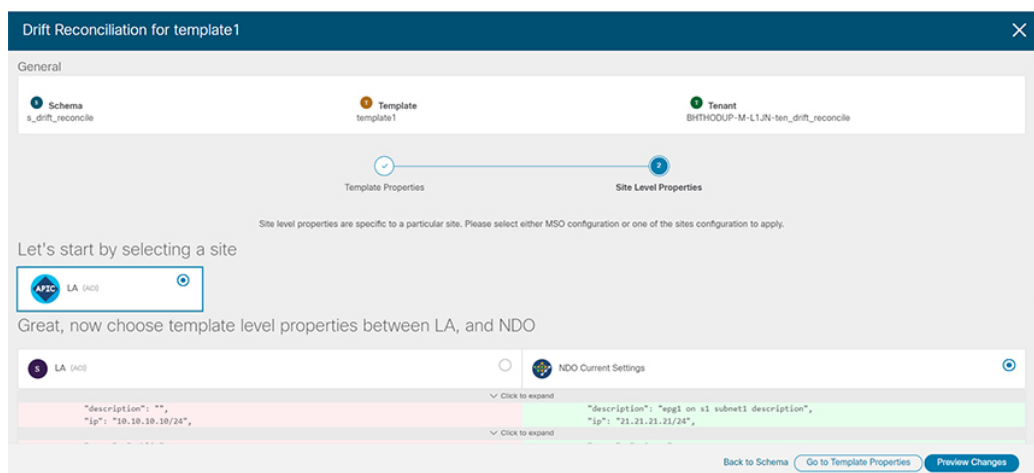 Drift Reconciliation for template1
General
S Schema
s_drift_reconcile
T Template
template1
T Tenant
BHTHODUP-M-L1JN-ten_drift_reconcile
2
Template Properties
Site Level Properties
Site level properties are specific to a particular site. Please select either MSO configuration or one of the sites configuration to apply.
Let's start by selecting a site
APIC LA (ACI)
Great, now choose template level properties between LA, and NDO
S LA (ACI)
NDO Current Settings
Click to expand
"description": "",
"ip": "10.10.10.10/24",
"description": "epg1 on s1 subnet1 description",
"ip": "21.21.21.21/24",
Click to expand
Back to Schema Go to Template Properties Preview Changes